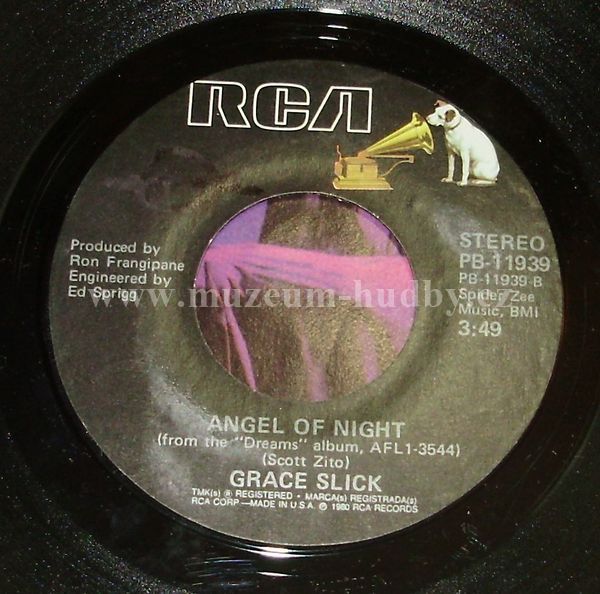 RCA
Produced by
Ron Frangipane
Engineered by
Ed Sprigg
STEREO
PB-11939
PB-11939-B
Spider Zee
Music, BMI
3:49
www.muzeum-hudby.cz
ANGEL OF NIGHT
(from the "Dreams" album, AFL1-3544)
(Scott Zito)
GRACE SLICK
TMK(s) ® REGISTERED • MARCA(s) REGISTRADA(s)
RCA CORP—MADE IN U.S.A. ℗ 1980 RCA RECORDS